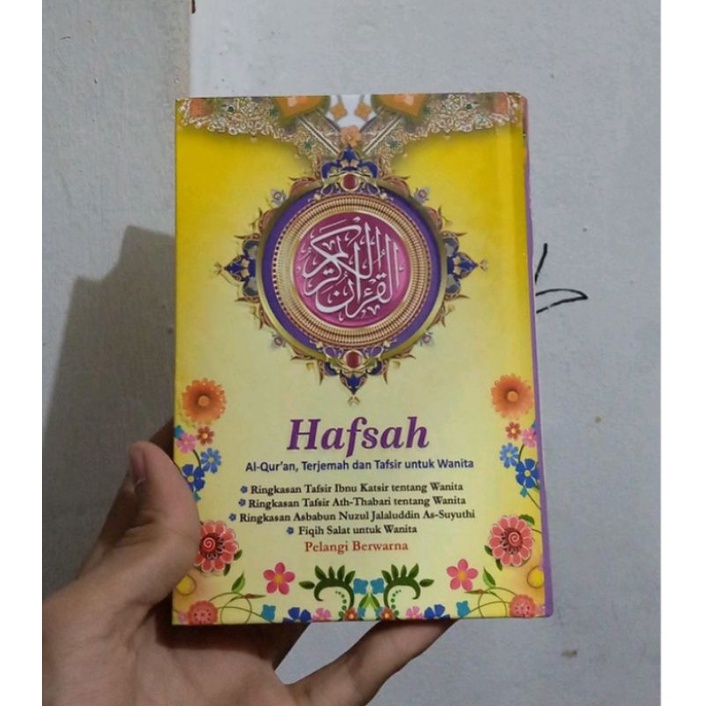 القرآن الكريم
Hafsah
Al-Qur'an, Terjemah dan Tafsir untuk Wanita
Ringkasan Tafsir Ibnu Katsir tentang Wanita
Ringkasan Tafsir Ath-Thabari tentang Wanita
Ringkasan Asbabun Nuzul Jalaluddin As-Suyuthi
Fiqih Salat untuk Wanita
Pelangi Berwarna